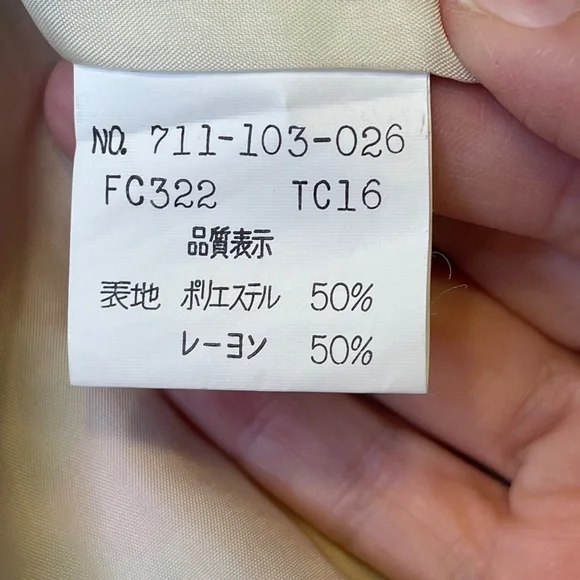 NO. 711-103-026
FC322 TC16
品質表示
表地 ポリエステル 50%
レーヨン 50%